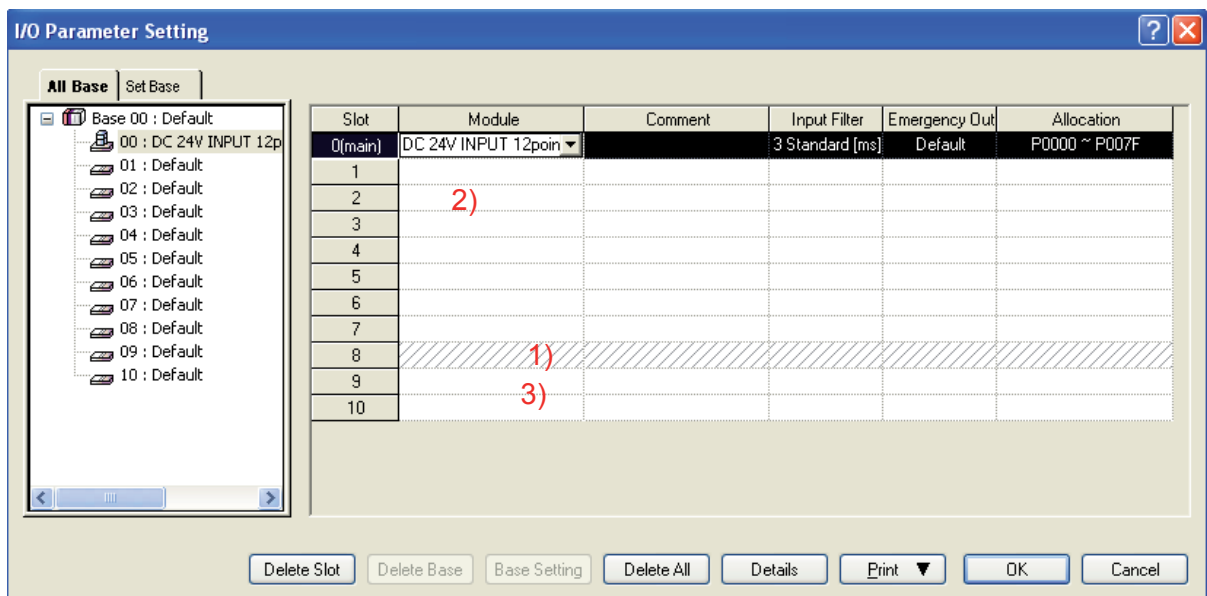 I/O Parameter Setting
All Base Set Base
Base 00 : Default
00 : DC 24V INPUT 12p
01 : Default
02 : Default
03 : Default
04 : Default
05 : Default
06 : Default
07 : Default
08 : Default
09 : Default
10 : Default
Slot Module Comment Input Filter Emergency Out Allocation
0(main) DC 24V INPUT 12poin 3 Standard [ms] Default P0000 ~ P007F
1
2 2)
3
4
5
6
7
8 1)
9
3)
10
Delete Slot Delete Base Base Setting Delete All Details Print ▼ OK Cancel